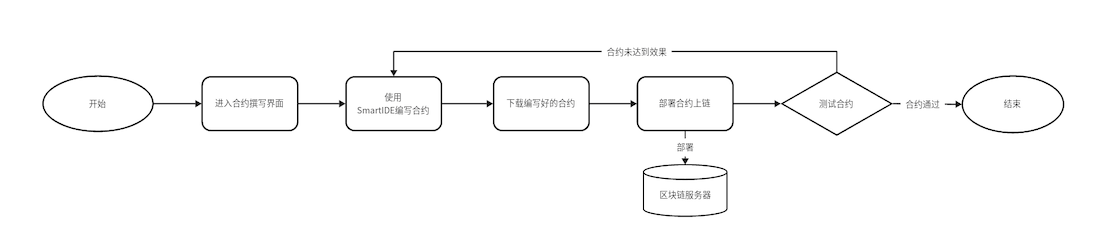 合约未达到效果
开始
进入合约撰写界面
使用
SmartIDE编写合约
下载编写好的合约
部署合约上链
测试合约
合约通过
结束
部署
区块链服务器